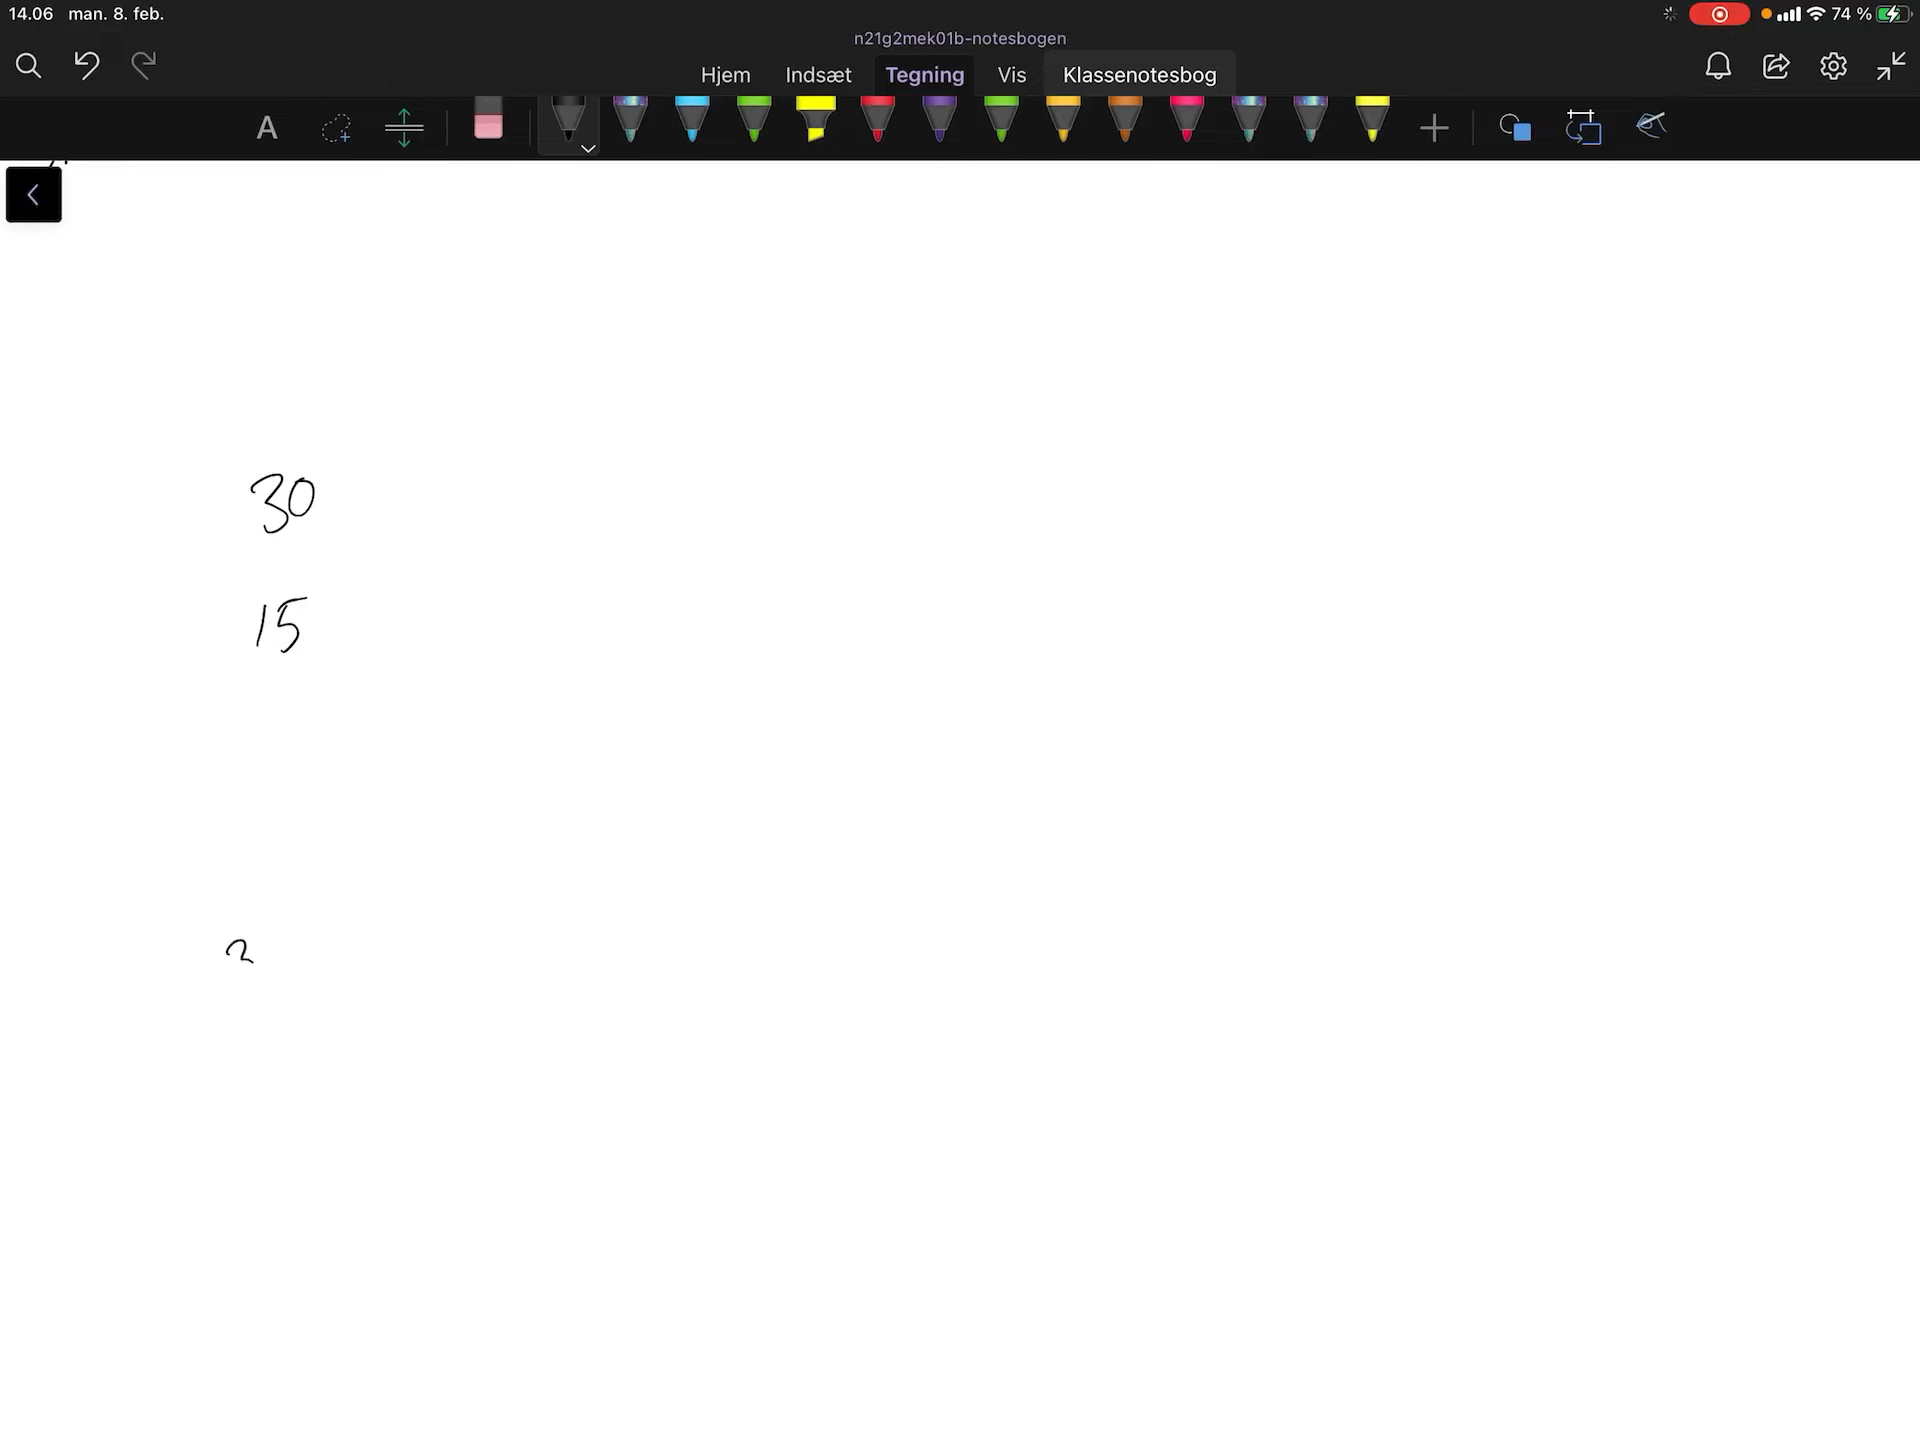 14.06 man. 8. feb. 74 %
n21g2mek01b-notesbogen
Hjem Indsæt Tegning Vis Klassenotesbog
A
30
15
2